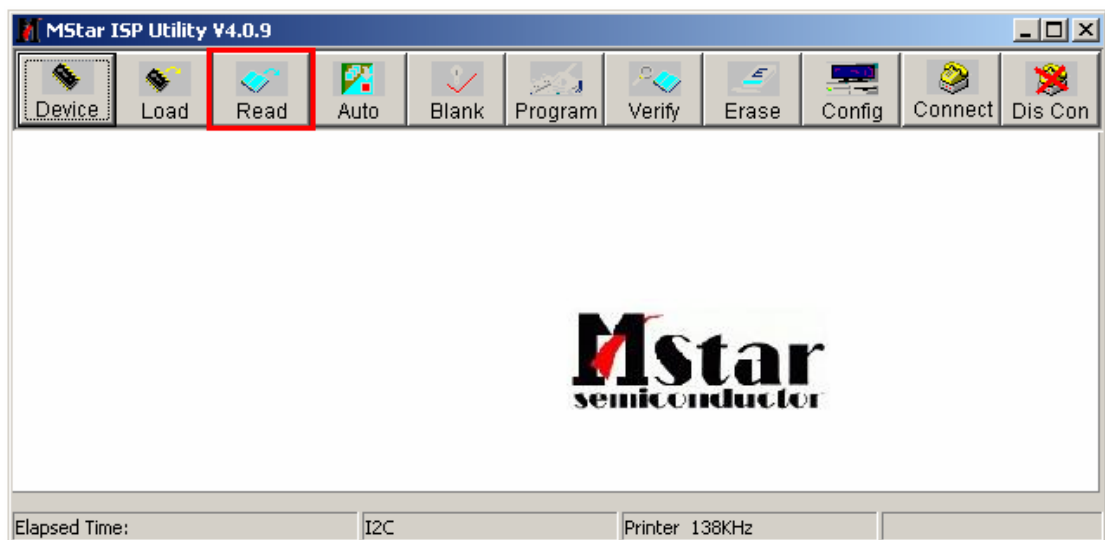 MStar ISP Utility V4.0.9
Device Load Read Auto Blank Program Verify Erase Config Connect Dis Con
MStar
semiconductor
Elapsed Time: I2C Printer 138KHz